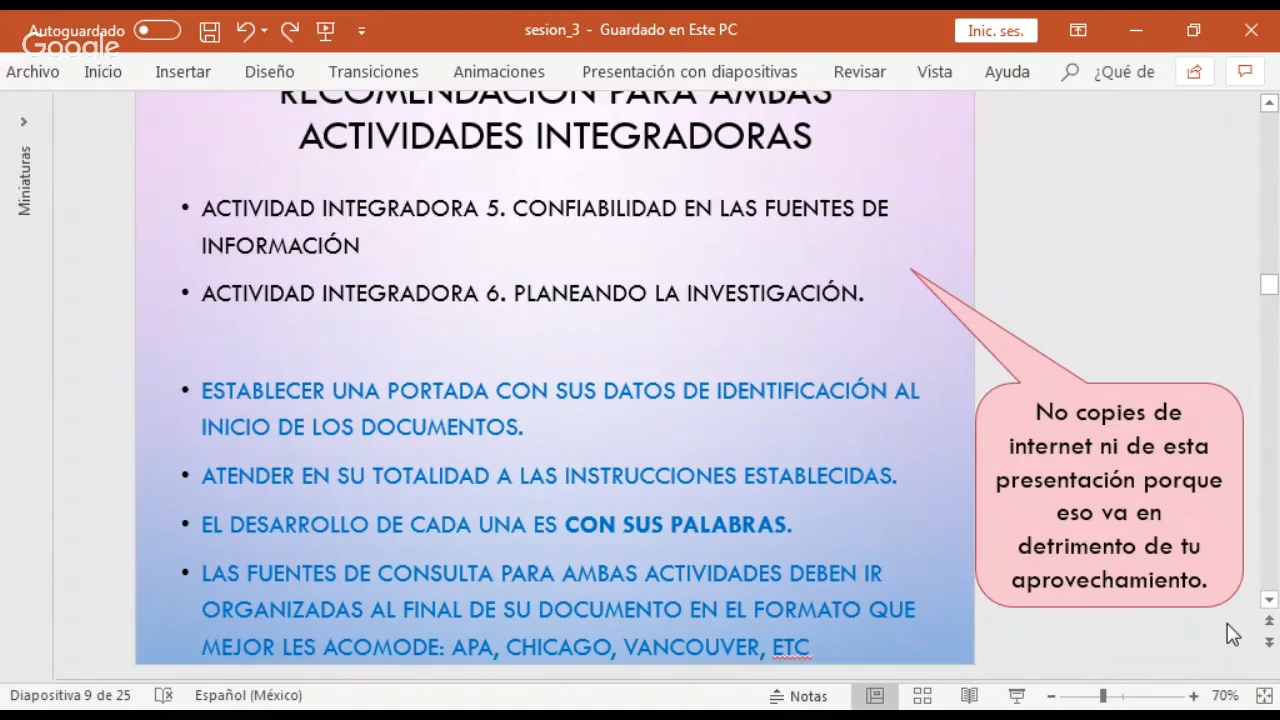 Autoguardado
Google
sesion_3 - Guardado en Este PC
Inic. ses.
Archivo Inicio Insertar Diseño Transiciones Animaciones Presentación con diapositivas Revisar Vista Ayuda ¿Qué de
Miniaturas
RECOMENDACIÓN PARA AMBAS
ACTIVIDADES INTEGRADORAS
• ACTIVIDAD INTEGRADORA 5. CONFIABILIDAD EN LAS FUENTES DE
INFORMACIÓN
• ACTIVIDAD INTEGRADORA 6. PLANEANDO LA INVESTIGACIÓN.
• ESTABLECER UNA PORTADA CON SUS DATOS DE IDENTIFICACIÓN AL
INICIO DE LOS DOCUMENTOS.
• ATENDER EN SU TOTALIDAD A LAS INSTRUCCIONES ESTABLECIDAS.
• EL DESARROLLO DE CADA UNA ES CON SUS PALABRAS.
• LAS FUENTES DE CONSULTA PARA AMBAS ACTIVIDADES DEBEN IR
ORGANIZADAS AL FINAL DE SU DOCUMENTO EN EL FORMATO QUE
MEJOR LES ACOMODE: APA, CHICAGO, VANCOUVER, ETC
No copies de
internet ni de esta
presentación porque
eso va en
detrimento de tu
aprovechamiento.
Diapositiva 9 de 25 Español (México) Notas 70%